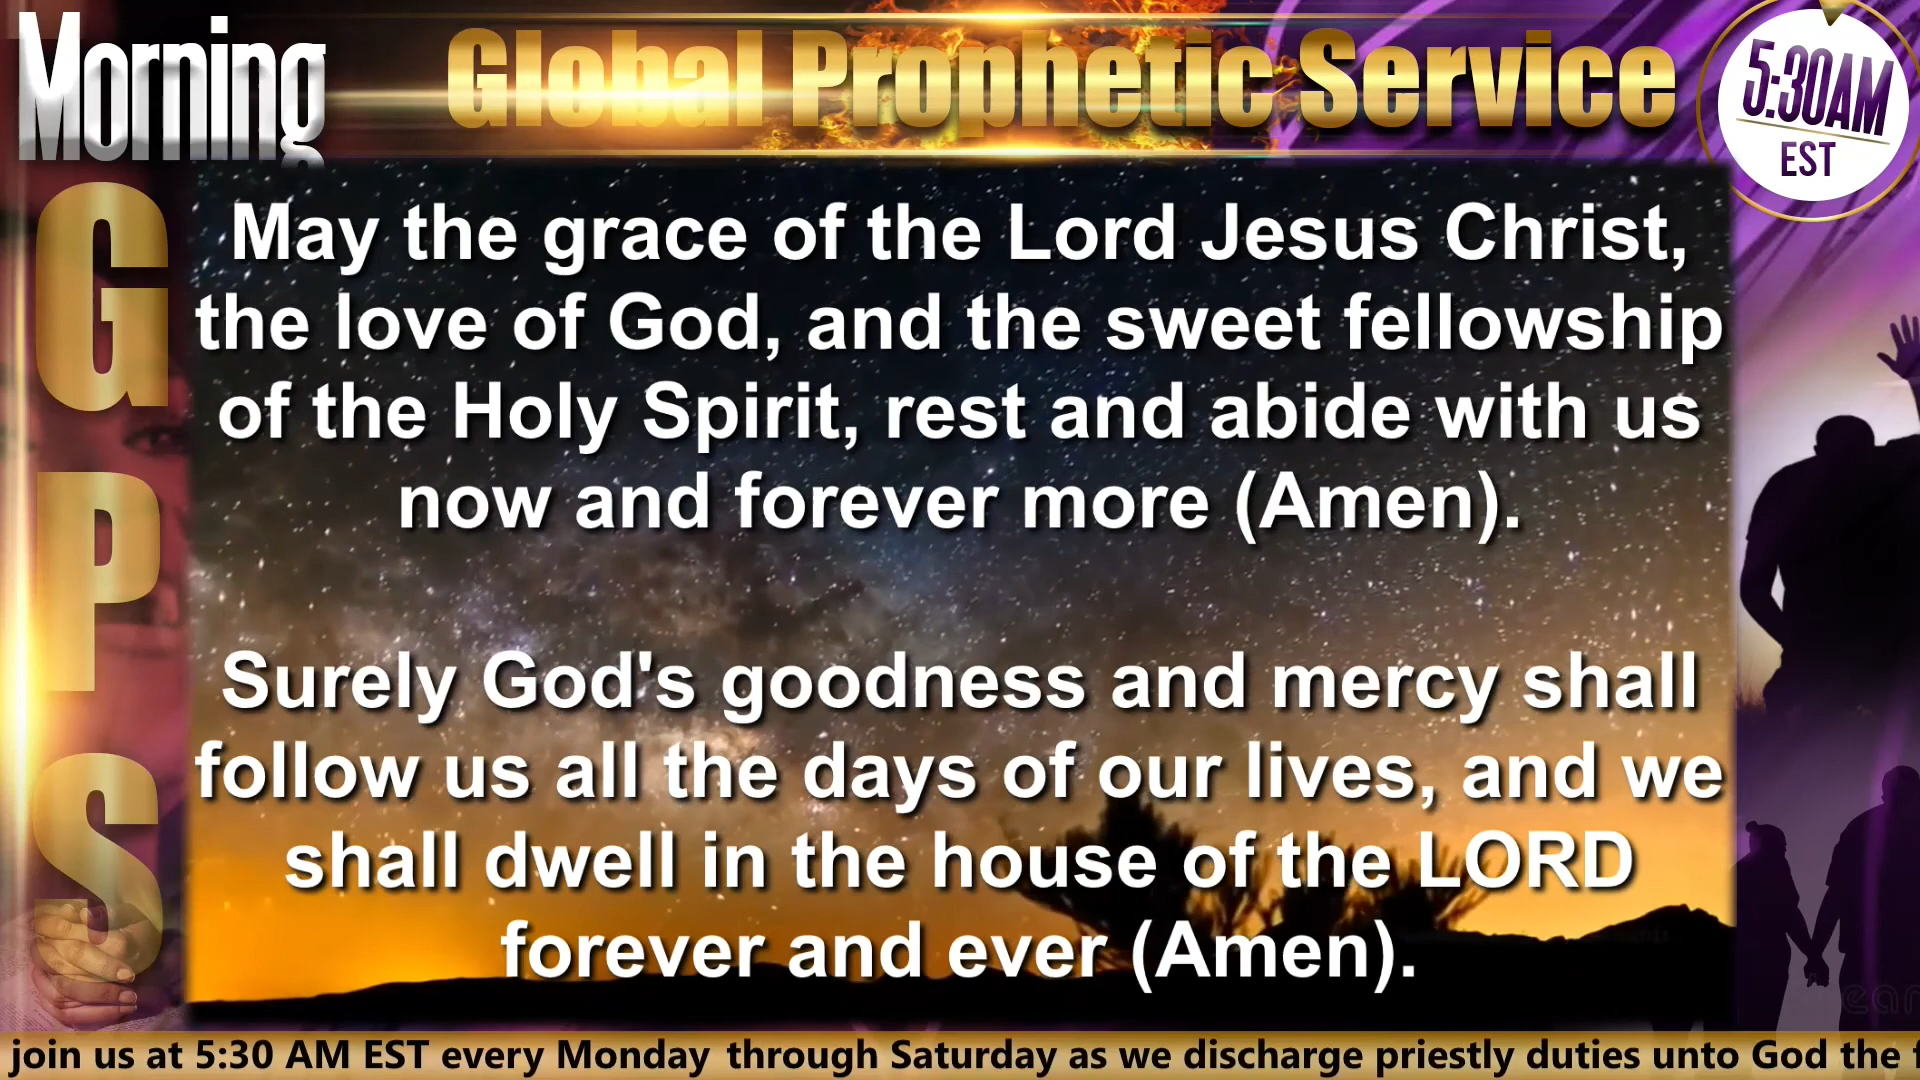 Morning
Global Prophetic Service
5:30AM
EST
G
P
S
May the grace of the Lord Jesus Christ,
the love of God, and the sweet fellowship
of the Holy Spirit, rest and abide with us
now and forever more (Amen).
Surely God's goodness and mercy shall
follow us all the days of our lives, and we
shall dwell in the house of the LORD
forever and ever (Amen).
join us at 5:30 AM EST every Monday through Saturday as we discharge priestly duties unto God the